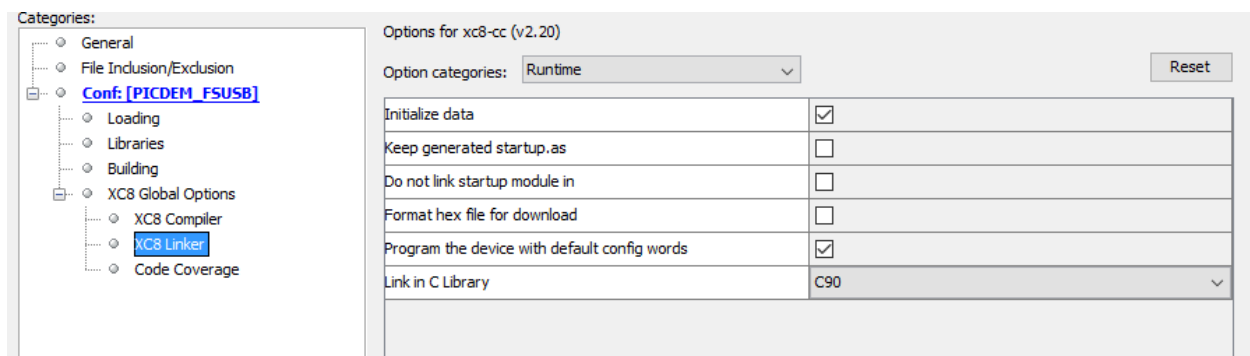 Categories:
General
File Inclusion/Exclusion
Conf: [PICDEM_FSUSB]
Loading
Libraries
Building
XC8 Global Options
XC8 Compiler
XC8 Linker
Code Coverage
Options for xc8-cc (v2.20)
Option categories: Runtime
Reset
Initialize data
Keep generated startup.as
Do not link startup module in
Format hex file for download
Program the device with default config words
Link in C Library C90